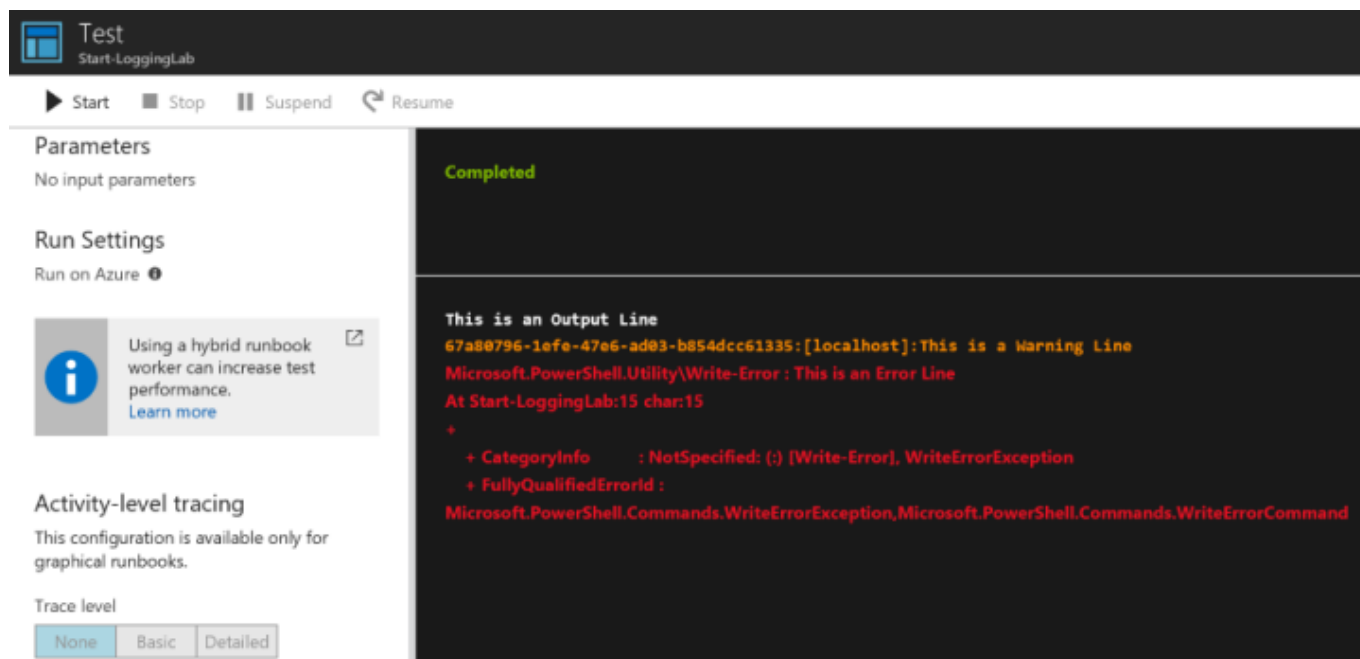 Test
Start-LoggingLab
Start Stop Suspend Resume
Parameters
No input parameters
Run Settings
Run on Azure
Using a hybrid runbook
worker can increase test
performance.
Learn more
Activity-level tracing
This configuration is available only for
graphical runbooks.
Trace level
None Basic Detailed
Completed
This is an Output Line
67a80796-1efe-47e6-ad03-b854dcc61335:[localhost]:This is a Warning Line
Microsoft.PowerShell.Utility\Write-Error : This is an Error Line
At Start-LoggingLab:15 char:15
+
+ CategoryInfo : NotSpecified: (:) [Write-Error], WriteErrorException
+ FullyQualifiedErrorId :
Microsoft.PowerShell.Commands.WriteErrorException,Microsoft.PowerShell.Commands.WriteErrorCommand